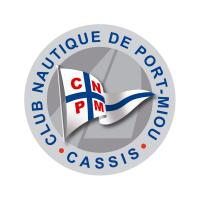 CLUB NAUTIQUE DE PORT-MIOU
• CASSIS •
C N
P M